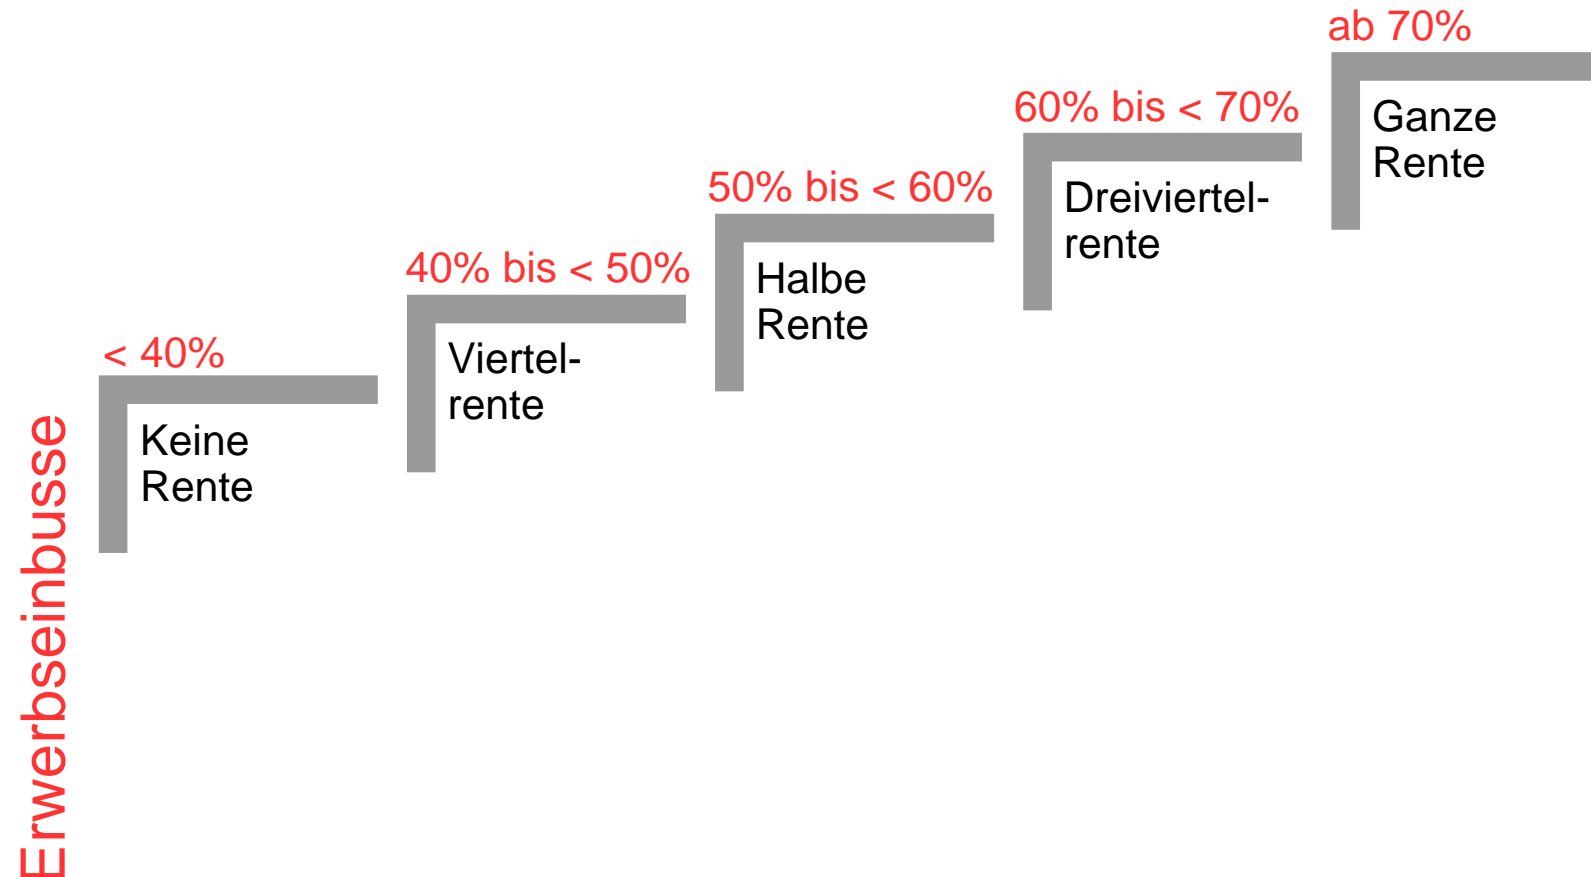 Erwerbseinbusse
< 40%
Keine
Rente
40% bis < 50%
Viertel-
rente
50% bis < 60%
Halbe
Rente
60% bis < 70%
Dreiviertel-
rente
ab 70%
Ganze
Rente